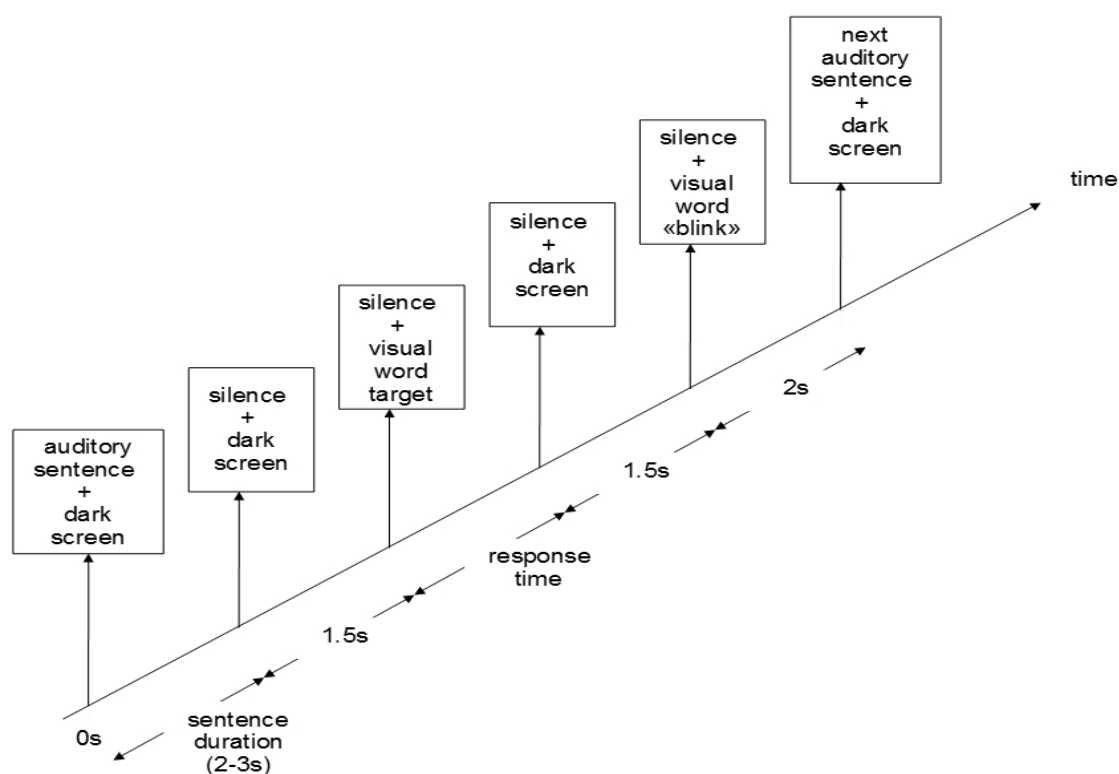 next
auditory
sentence
+
dark
screen
silence
+
visual
word
«blink»
time
silence
+
dark
screen
silence
+
visual
word
target
silence
+
dark
screen
auditory
sentence
+
dark
screen
2s
1.5s
response
time
1.5s
sentence
duration
(2-3s)
0s